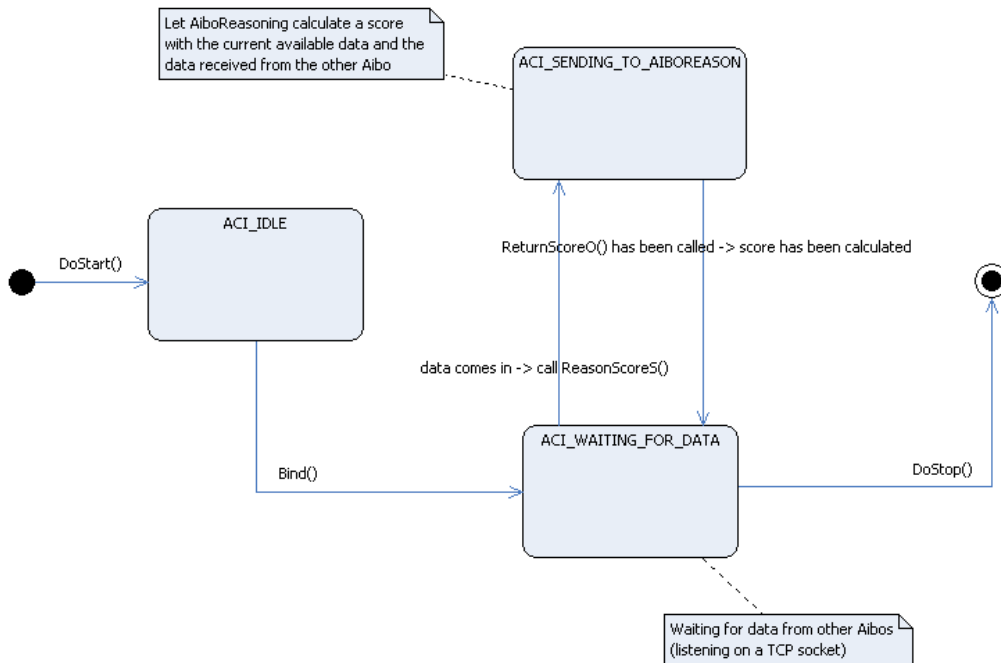 Let AiboReasoning calculate a score
with the current available data and the
data received from the other Aibo
ACI_SENDING_TO_AIBOREASON
ACI_IDLE
DoStart()
ReturnScoreO() has been called -> score has been calculated
data comes in -> call ReasonScoreS()
ACI_WAITING_FOR_DATA
Bind()
DoStop()
Waiting for data from other Aibos
(listening on a TCP socket)